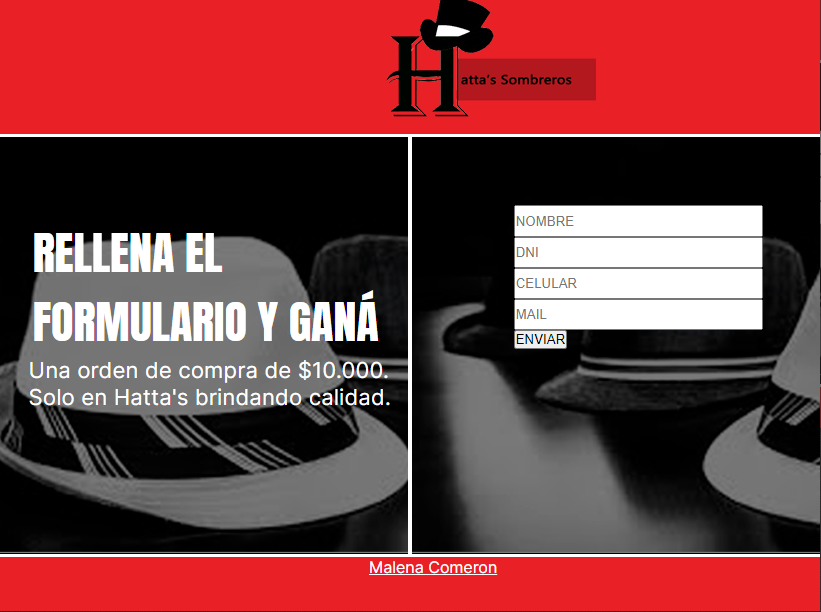 Hatta's Sombreros
RELLENA EL
FORMULARIO Y GANÁ
Una orden de compra de $10.000.
Solo en Hatta's brindando calidad.
NOMBRE
DNI
CELULAR
MAIL
ENVIAR
Malena Comeron